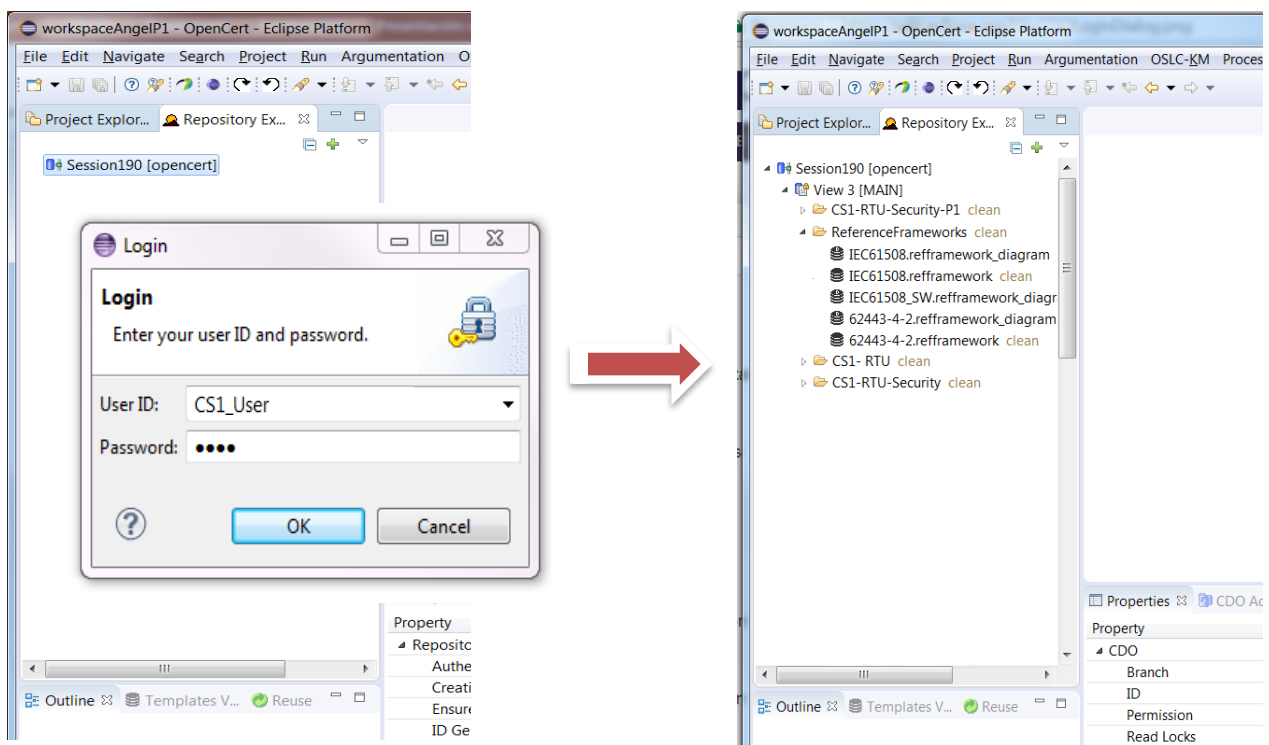 workspaceAngelP1 - OpenCert - Eclipse Platform
File Edit Navigate Search Project Run Argumentation O
Project Explor... Repository Ex...
Session190 [opencert]
Login
Login
Enter your user ID and password.
User ID: CS1_User
Password: ●●●●
OK Cancel
Property
Reposito
Authe
Creati
Ensure
ID Ge
Outline Templates V... Reuse
workspaceAngelP1 - OpenCert - Eclipse Platform
File Edit Navigate Search Project Run Argumentation OSLC-KM Proces
Project Explor... Repository Ex...
Session190 [opencert]
View 3 [MAIN]
CS1-RTU-Security-P1 clean
ReferenceFrameworks clean
IEC61508.refframework_diagram
IEC61508.refframework clean
IEC61508_SW.refframework_diagr
62443-4-2.refframework_diagram
62443-4-2.refframework clean
CS1- RTU clean
CS1-RTU-Security clean
Properties CDO Ad
Property
CDO
Branch
ID
Permission
Read Locks
Outline Templates V... Reuse